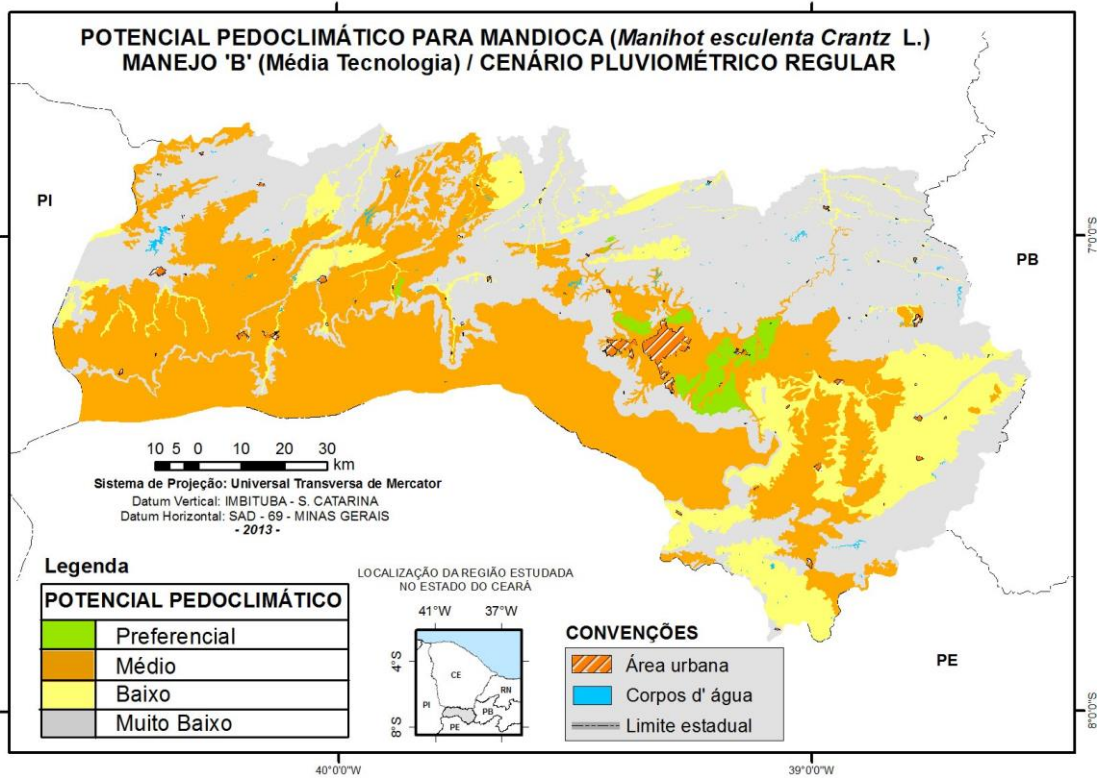 POTENCIAL PEDOCLIMÁTICO PARA MANDIOCA (Manihot esculenta Crantz L.)
MANEJO 'B' (Média Tecnologia) / CENÁRIO PLUVIOMÉTRICO REGULAR
PI
7°0'0"S
PB
10 5 0 10 20 30 km
Sistema de Projeção: Universal Transversa de Mercator
Datum Vertical: IMBITUBA - S. CATARINA
Datum Horizontal: SAD - 69 - MINAS GERAIS
- 2013 -
Legenda
POTENCIAL PEDOCLIMÁTICO
Preferencial
Médio
Baixo
Muito Baixo
LOCALIZAÇÃO DA REGIÃO ESTUDADA
NO ESTADO DO CEARÁ
41°W 37°W
4°S
8°S
CE
RN
PI
PB
PE
CONVENÇÕES
Área urbana
Corpos d' água
Limite estadual
PE
8°0'0"S
40°0'0"W
39°0'0"W